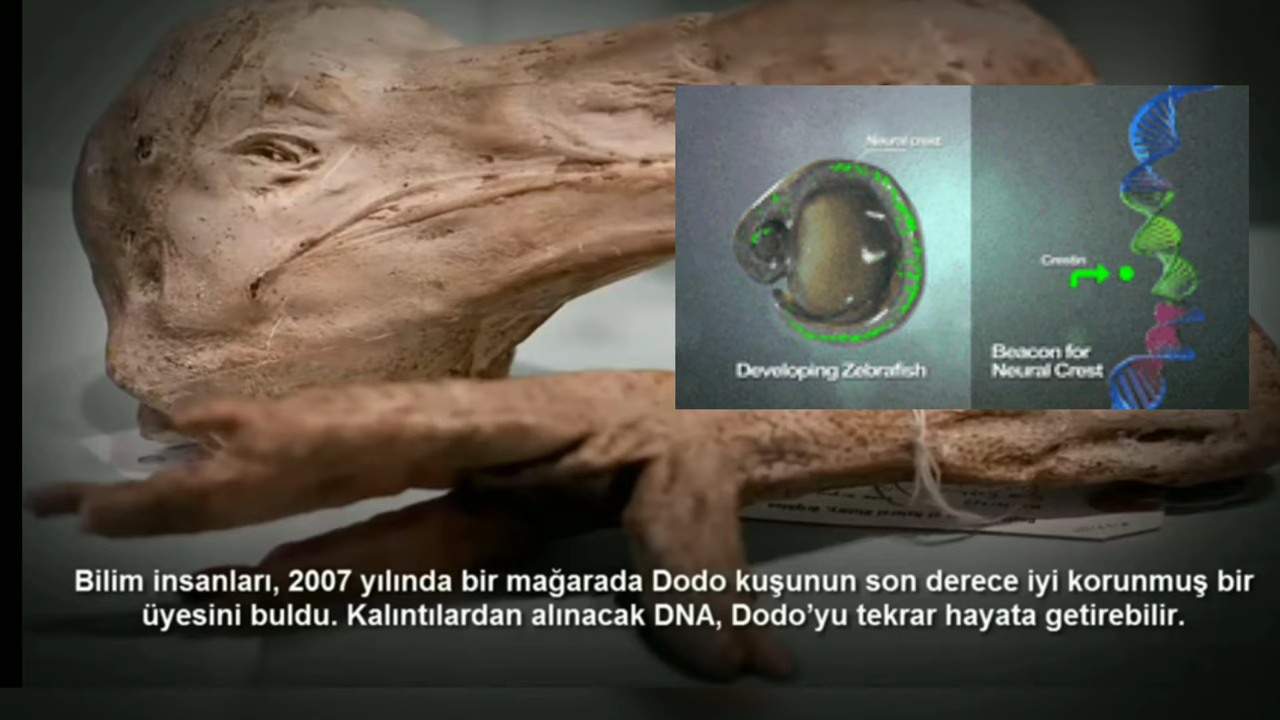 Neural crest
Crestin
Developing Zebrafish
Beacon for
Neural Crest
Bilim insanları, 2007 yılında bir mağarada Dodo kuşunun son derece iyi korunmuş bir
üyesini buldu. Kalıntılardan alınacak DNA, Dodo’yu tekrar hayata getirebilir.